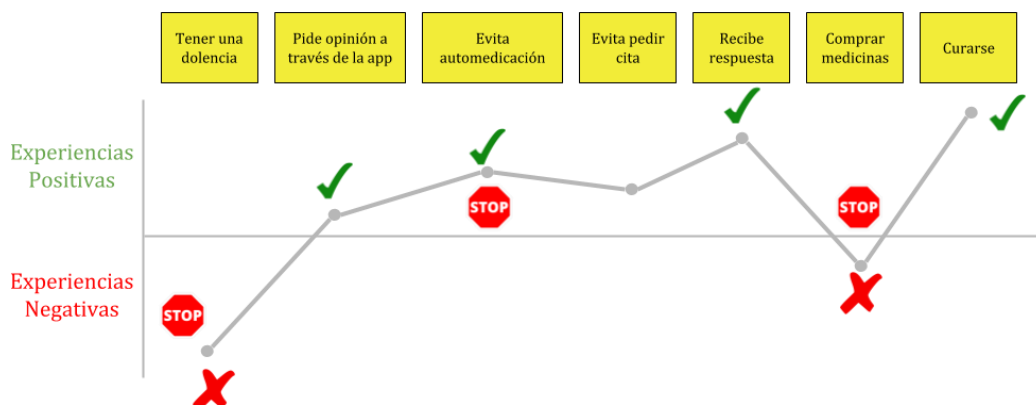 Tener una
dolencia
Pide opinión a
través de la app
Evita
automedicación
Evita pedir
cita
Recibe
respuesta
Comprar
medicinas
Curarse
Experiencias
Positivas
STOP
STOP
Experiencias
Negativas
STOP